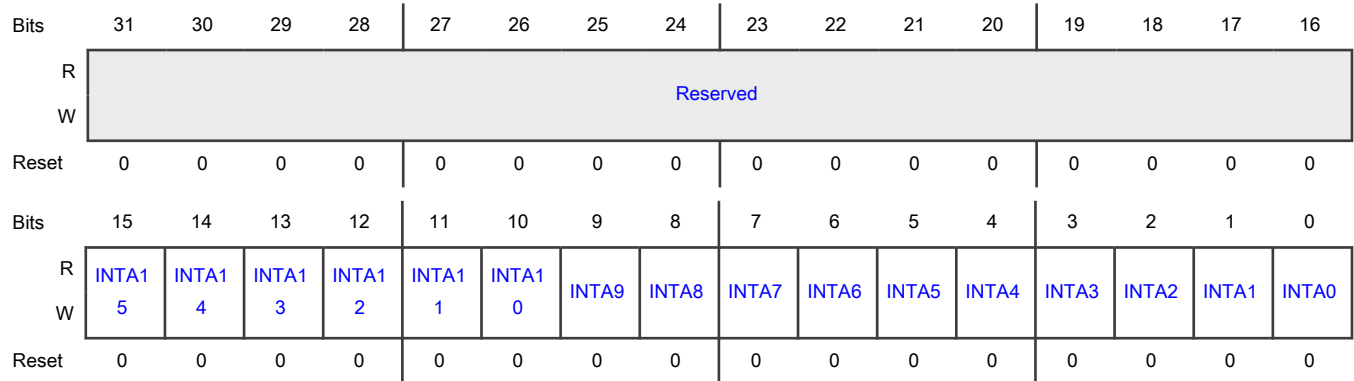 Bits 31 30 29 28 27 26 25 24 23 22 21 20 19 18 17 16
R
Reserved
W
Reset 0 0 0 0 0 0 0 0 0 0 0 0 0 0 0 0
Bits 15 14 13 12 11 10 9 8 7 6 5 4 3 2 1 0
R INTA1 INTA1 INTA1 INTA1 INTA1 INTA1
INTA9 INTA8 INTA7 INTA6 INTA5 INTA4 INTA3 INTA2 INTA1 INTA0
W 5 4 3 2 1 0
Reset 0 0 0 0 0 0 0 0 0 0 0 0 0 0 0 0